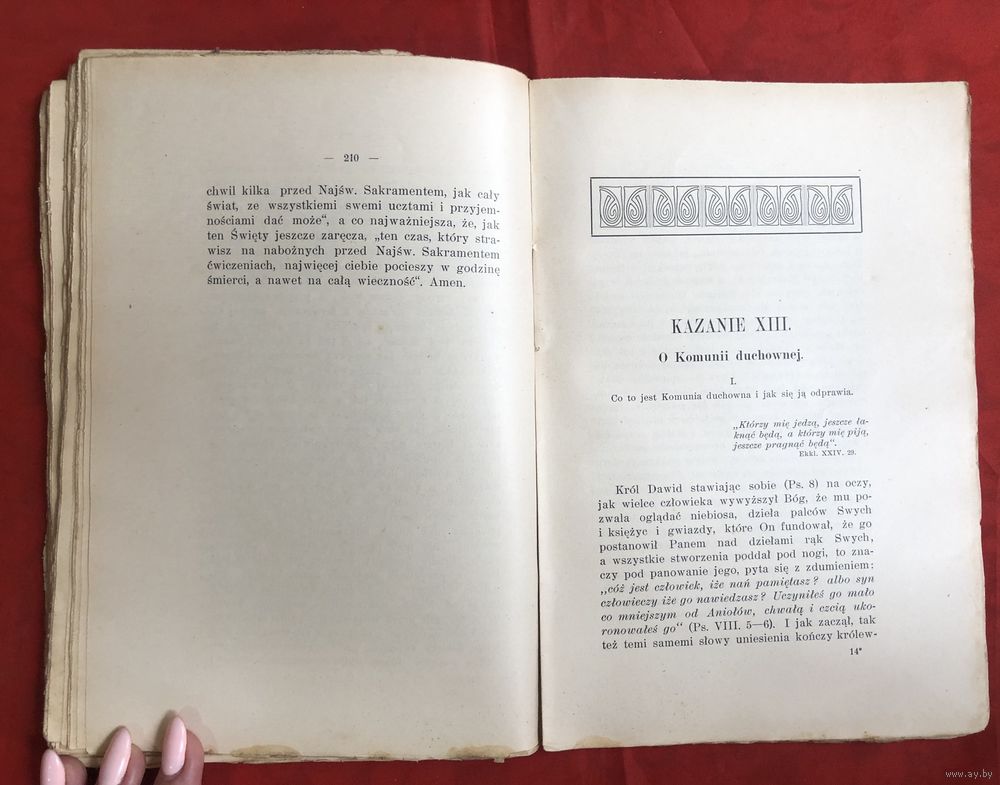 — 210 —
chwil kilka przed Najśw. Sakramentem, jak cały
świat, ze wszystkiemi swemi ucztami i przyjem-
nościami dać może“, a co najważniejsza, że, jak
ten Święty jeszcze zaręcza, „ten czas, który stra-
wisz na nabożnych przed Najśw. Sakramentem
ćwiczeniach, najwięcej ciebie pocieszy w godzinę
śmierci, a nawet na całą wieczność“. Amen.
KAZANIE XIII.
O Komunii duchownej.
I.
Co to jest Komunia duchowna i jak się ją odprawia.
„Którzy mię jedzą, jeszcze ła-
knąć będą, a którzy mię piją,
jeszcze pragnąć będą“.
Ekkl. XXIV. 29.
Król Dawid stawiając sobie (Ps. 8) na oczy,
jak wielce człowieka wywyższył Bóg, że mu po-
zwala oglądać niebiosa, dzieła palców Swych
i księżyc i gwiazdy, które On fundował, że go
postanowił Panem nad dziełami rąk Swych,
a wszystkie stworzenia poddał pod nogi, to zna-
czy pod panowanie jego, pyta się z zdumieniem:
„cóż jest człowiek, iże nań pamiętasz? albo syn
człowieczy iże go nawiedzasz? Uczyniłeś go mało
co mniejszym od Aniołów, chwałą i czcią uko-
ronowałeś go“ (Ps. VIII. 5—6). I jak zaczął, tak
też temi samemi słowy uniesienia kończy królew-
14*
www.ay.by